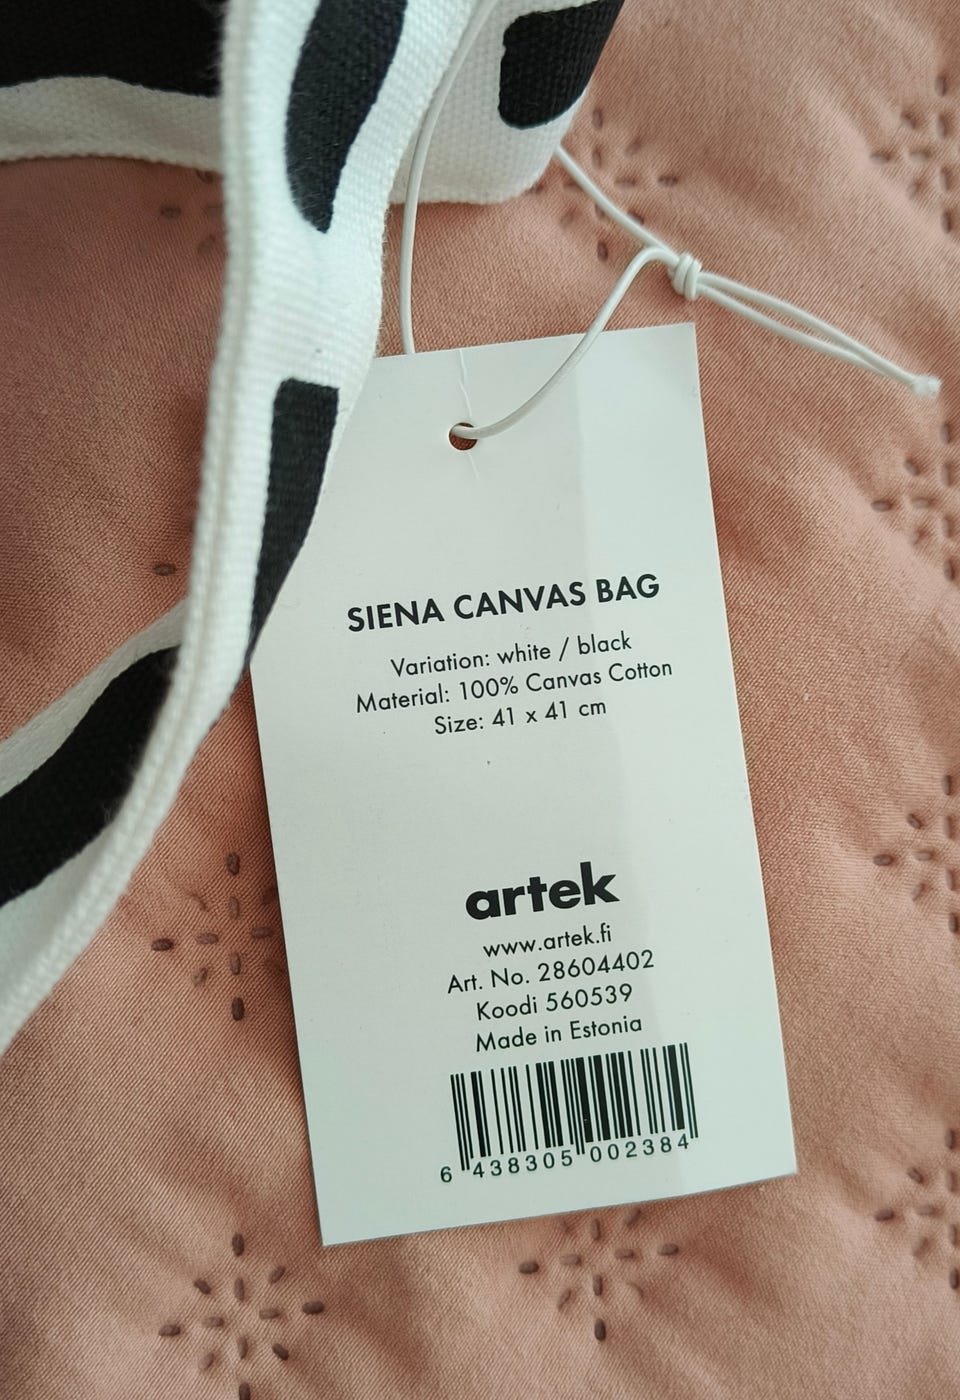 SIENA CANVAS BAG
Variation: white / black
Material: 100% Canvas Cotton
Size: 41 x 41 cm
artek
www.artek.fi
Art. No. 28604402
Koodi 560539
Made in Estonia
6 438305 002384